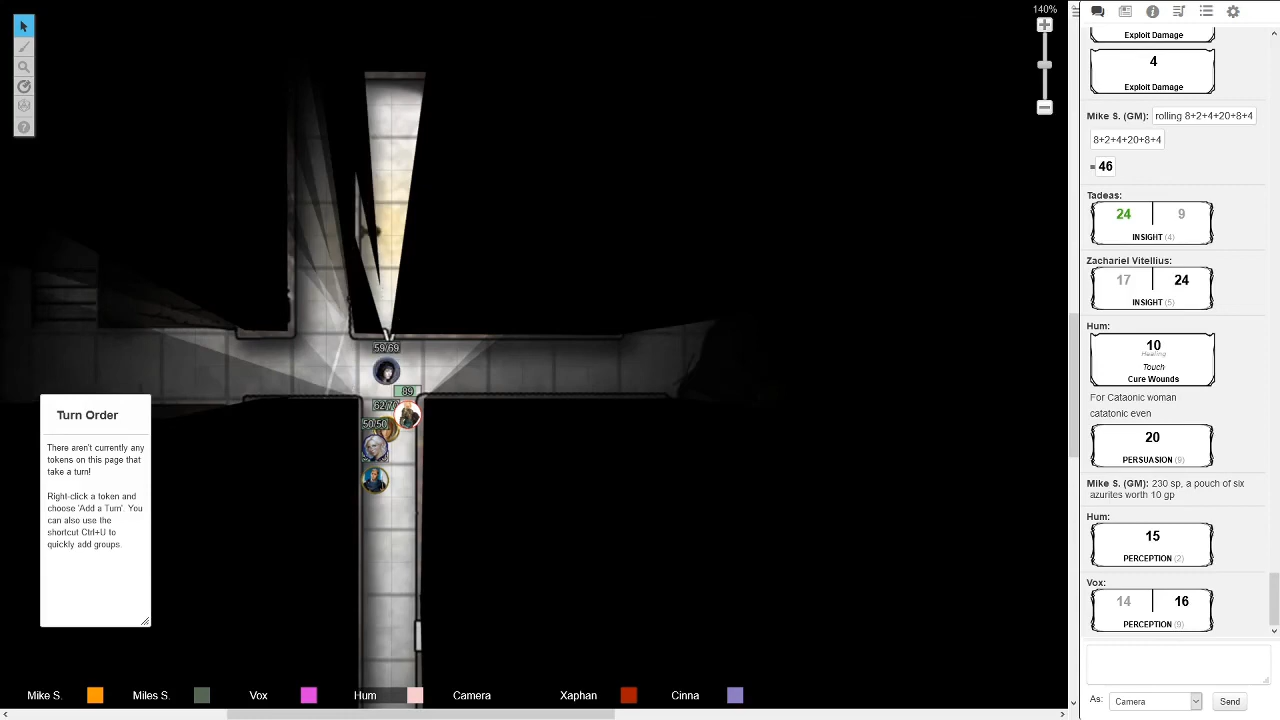 140%
Exploit Damage
4
Exploit Damage
Mike S. (GM): rolling 8+2+4+20+8+4
8+2+4+20+8+4
=46
Tadeas:
24 9
INSIGHT (4)
Zachariel Vitellius:
17 24
INSIGHT (5)
Hum:
10
Healing
Touch
Cure Wounds
For Cataonic woman
catatonic even
20
PERSUASION (9)
Mike S. (GM): 230 sp, a pouch of six
azurites worth 10 gp
Hum:
15
PERCEPTION (2)
Vox:
14 16
PERCEPTION (9)
As: Camera Send
59/69
89
50/50
Turn Order
There aren't currently any
tokens on this page that
take a turn!
Right-click a token and
choose 'Add a Turn'. You
can also use the
shortcut Ctrl+U to
quickly add groups.
Mike S. Miles S. Vox Hum Camera Xaphan Cinna